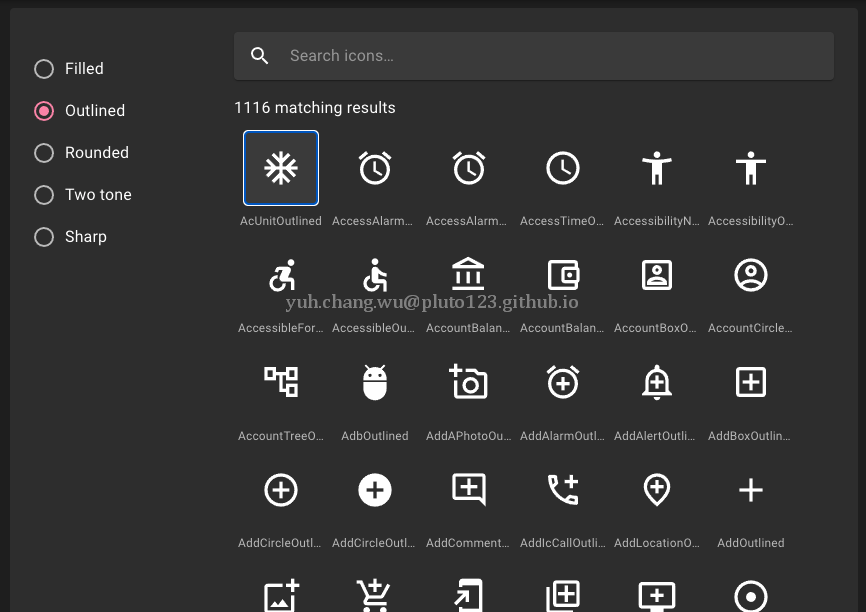 Search icons...
Filled
Outlined
Rounded
Two tone
Sharp
1116 matching results
AcUnitOutlined AccessAlarm... AccessAlarm... AccessTimeO... AccessibilityN... AccessibilityO...
yuh.chang.wu@pluto123.github.io
AccessibleFor... AccessibleOu... AccountBalan... AccountBalan... AccountBoxO... AccountCircle...
AccountTreeO... AdbOutlined AddAPhotoOu... AddAlarmOutl... AddAlertOutli... AddBoxOutlin...
AddCircleOutl... AddCircleOutl... AddComment... AddIcCallOutli... AddLocationO... AddOutlined